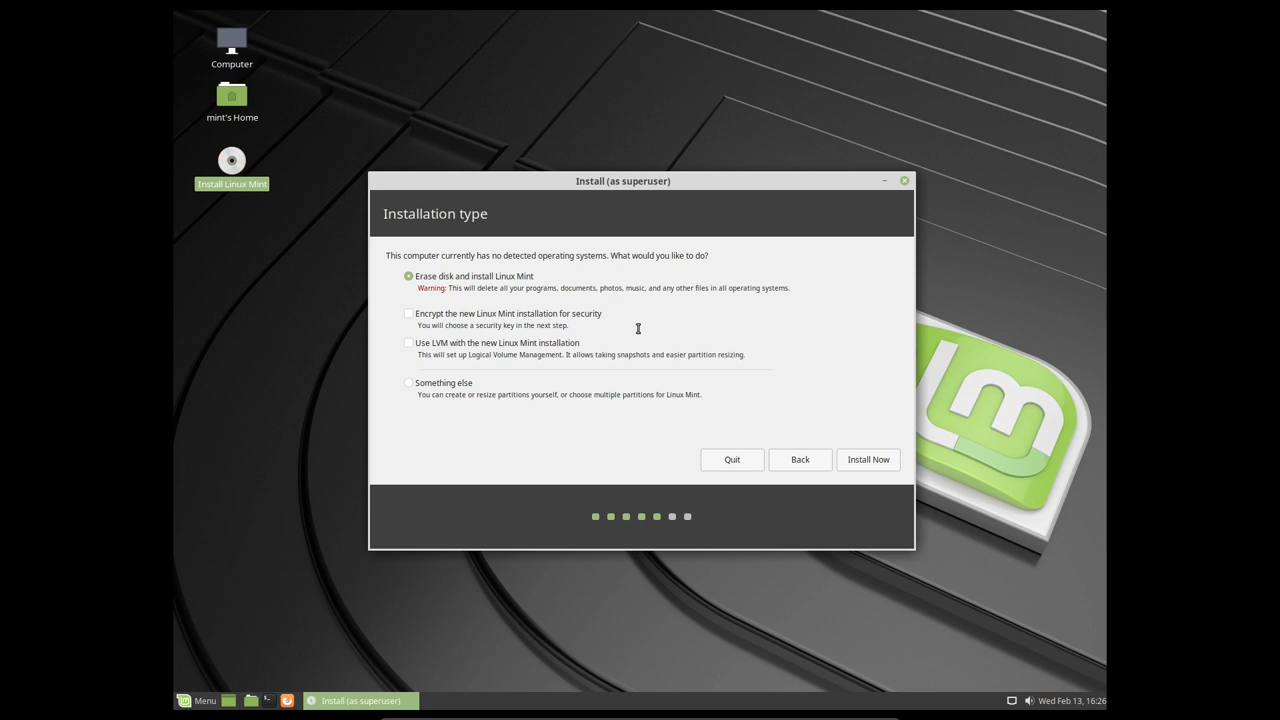 Computer
mint's Home
Install Linux Mint
Install (as superuser)
Installation type
This computer currently has no detected operating systems. What would you like to do?
Erase disk and install Linux Mint
Warning: This will delete all your programs, documents, photos, music, and any other files in all operating systems.
Encrypt the new Linux Mint installation for security
You will choose a security key in the next step.
Use LVM with the new Linux Mint installation
This will set up Logical Volume Management. It allows taking snapshots and easier partition resizing.
Something else
You can create or resize partitions yourself, or choose multiple partitions for Linux Mint.
Quit Back Install Now
Menu Install (as superuser) Wed Feb 13, 16:26